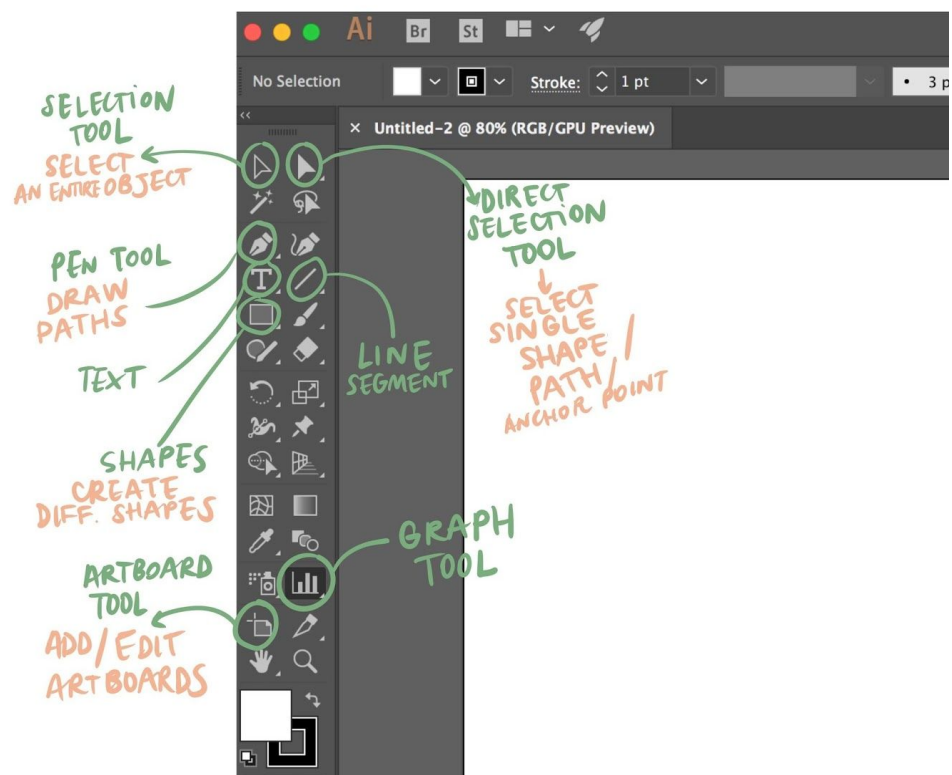 Ai Br St
No Selection Stroke: 1 pt • 3 p
× Untitled-2 @ 80% (RGB/GPU Preview)
SELECTION
TOOL
SELECT
AN ENTIRE OBJECT
DIRECT
SELECTION
TOOL
SELECT
SINGLE
SHAPE /
PATH /
ANCHOR POINT
PEN TOOL
DRAW
PATHS
T
TEXT
LINE
SEGMENT
SHAPES
CREATE
DIFF. SHAPES
GRAPH
TOOL
ARTBOARD
TOOL
ADD/EDIT
ARTBOARDS